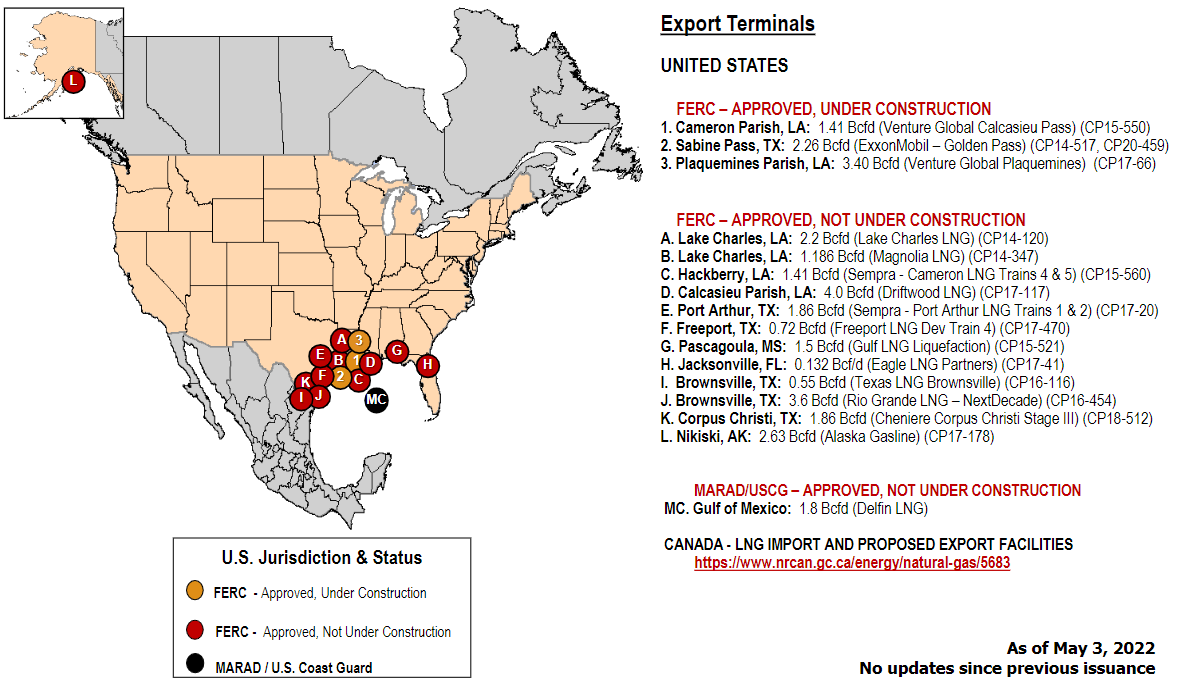 L
A
3
E
B
1
D
G
H
K
F
2
C
I
J
MC
U.S. Jurisdiction & Status
FERC - Approved, Under Construction
FERC - Approved, Not Under Construction
MARAD / U.S. Coast Guard
Export Terminals
UNITED STATES
FERC – APPROVED, UNDER CONSTRUCTION
1. Cameron Parish, LA: 1.41 Bcfd (Venture Global Calcasieu Pass) (CP15-550)
2. Sabine Pass, TX: 2.26 Bcfd (ExxonMobil – Golden Pass) (CP14-517, CP20-459)
3. Plaquemines Parish, LA: 3.40 Bcfd (Venture Global Plaquemines) (CP17-66)
FERC – APPROVED, NOT UNDER CONSTRUCTION
A. Lake Charles, LA: 2.2 Bcfd (Lake Charles LNG) (CP14-120)
B. Lake Charles, LA: 1.186 Bcfd (Magnolia LNG) (CP14-347)
C. Hackberry, LA: 1.41 Bcfd (Sempra - Cameron LNG Trains 4 & 5) (CP15-560)
D. Calcasieu Parish, LA: 4.0 Bcfd (Driftwood LNG) (CP17-117)
E. Port Arthur, TX: 1.86 Bcfd (Sempra - Port Arthur LNG Trains 1 & 2) (CP17-20)
F. Freeport, TX: 0.72 Bcfd (Freeport LNG Dev Train 4) (CP17-470)
G. Pascagoula, MS: 1.5 Bcfd (Gulf LNG Liquefaction) (CP15-521)
H. Jacksonville, FL: 0.132 Bcf/d (Eagle LNG Partners) (CP17-41)
I. Brownsville, TX: 0.55 Bcfd (Texas LNG Brownsville) (CP16-116)
J. Brownsville, TX: 3.6 Bcfd (Rio Grande LNG – NextDecade) (CP16-454)
K. Corpus Christi, TX: 1.86 Bcfd (Cheniere Corpus Christi Stage III) (CP18-512)
L. Nikiski, AK: 2.63 Bcfd (Alaska Gasline) (CP17-178)
MARAD/USCG – APPROVED, NOT UNDER CONSTRUCTION
MC. Gulf of Mexico: 1.8 Bcfd (Delfin LNG)
CANADA - LNG IMPORT AND PROPOSED EXPORT FACILITIES
https://www.nrcan.gc.ca/energy/natural-gas/5683
As of May 3, 2022
No updates since previous issuance